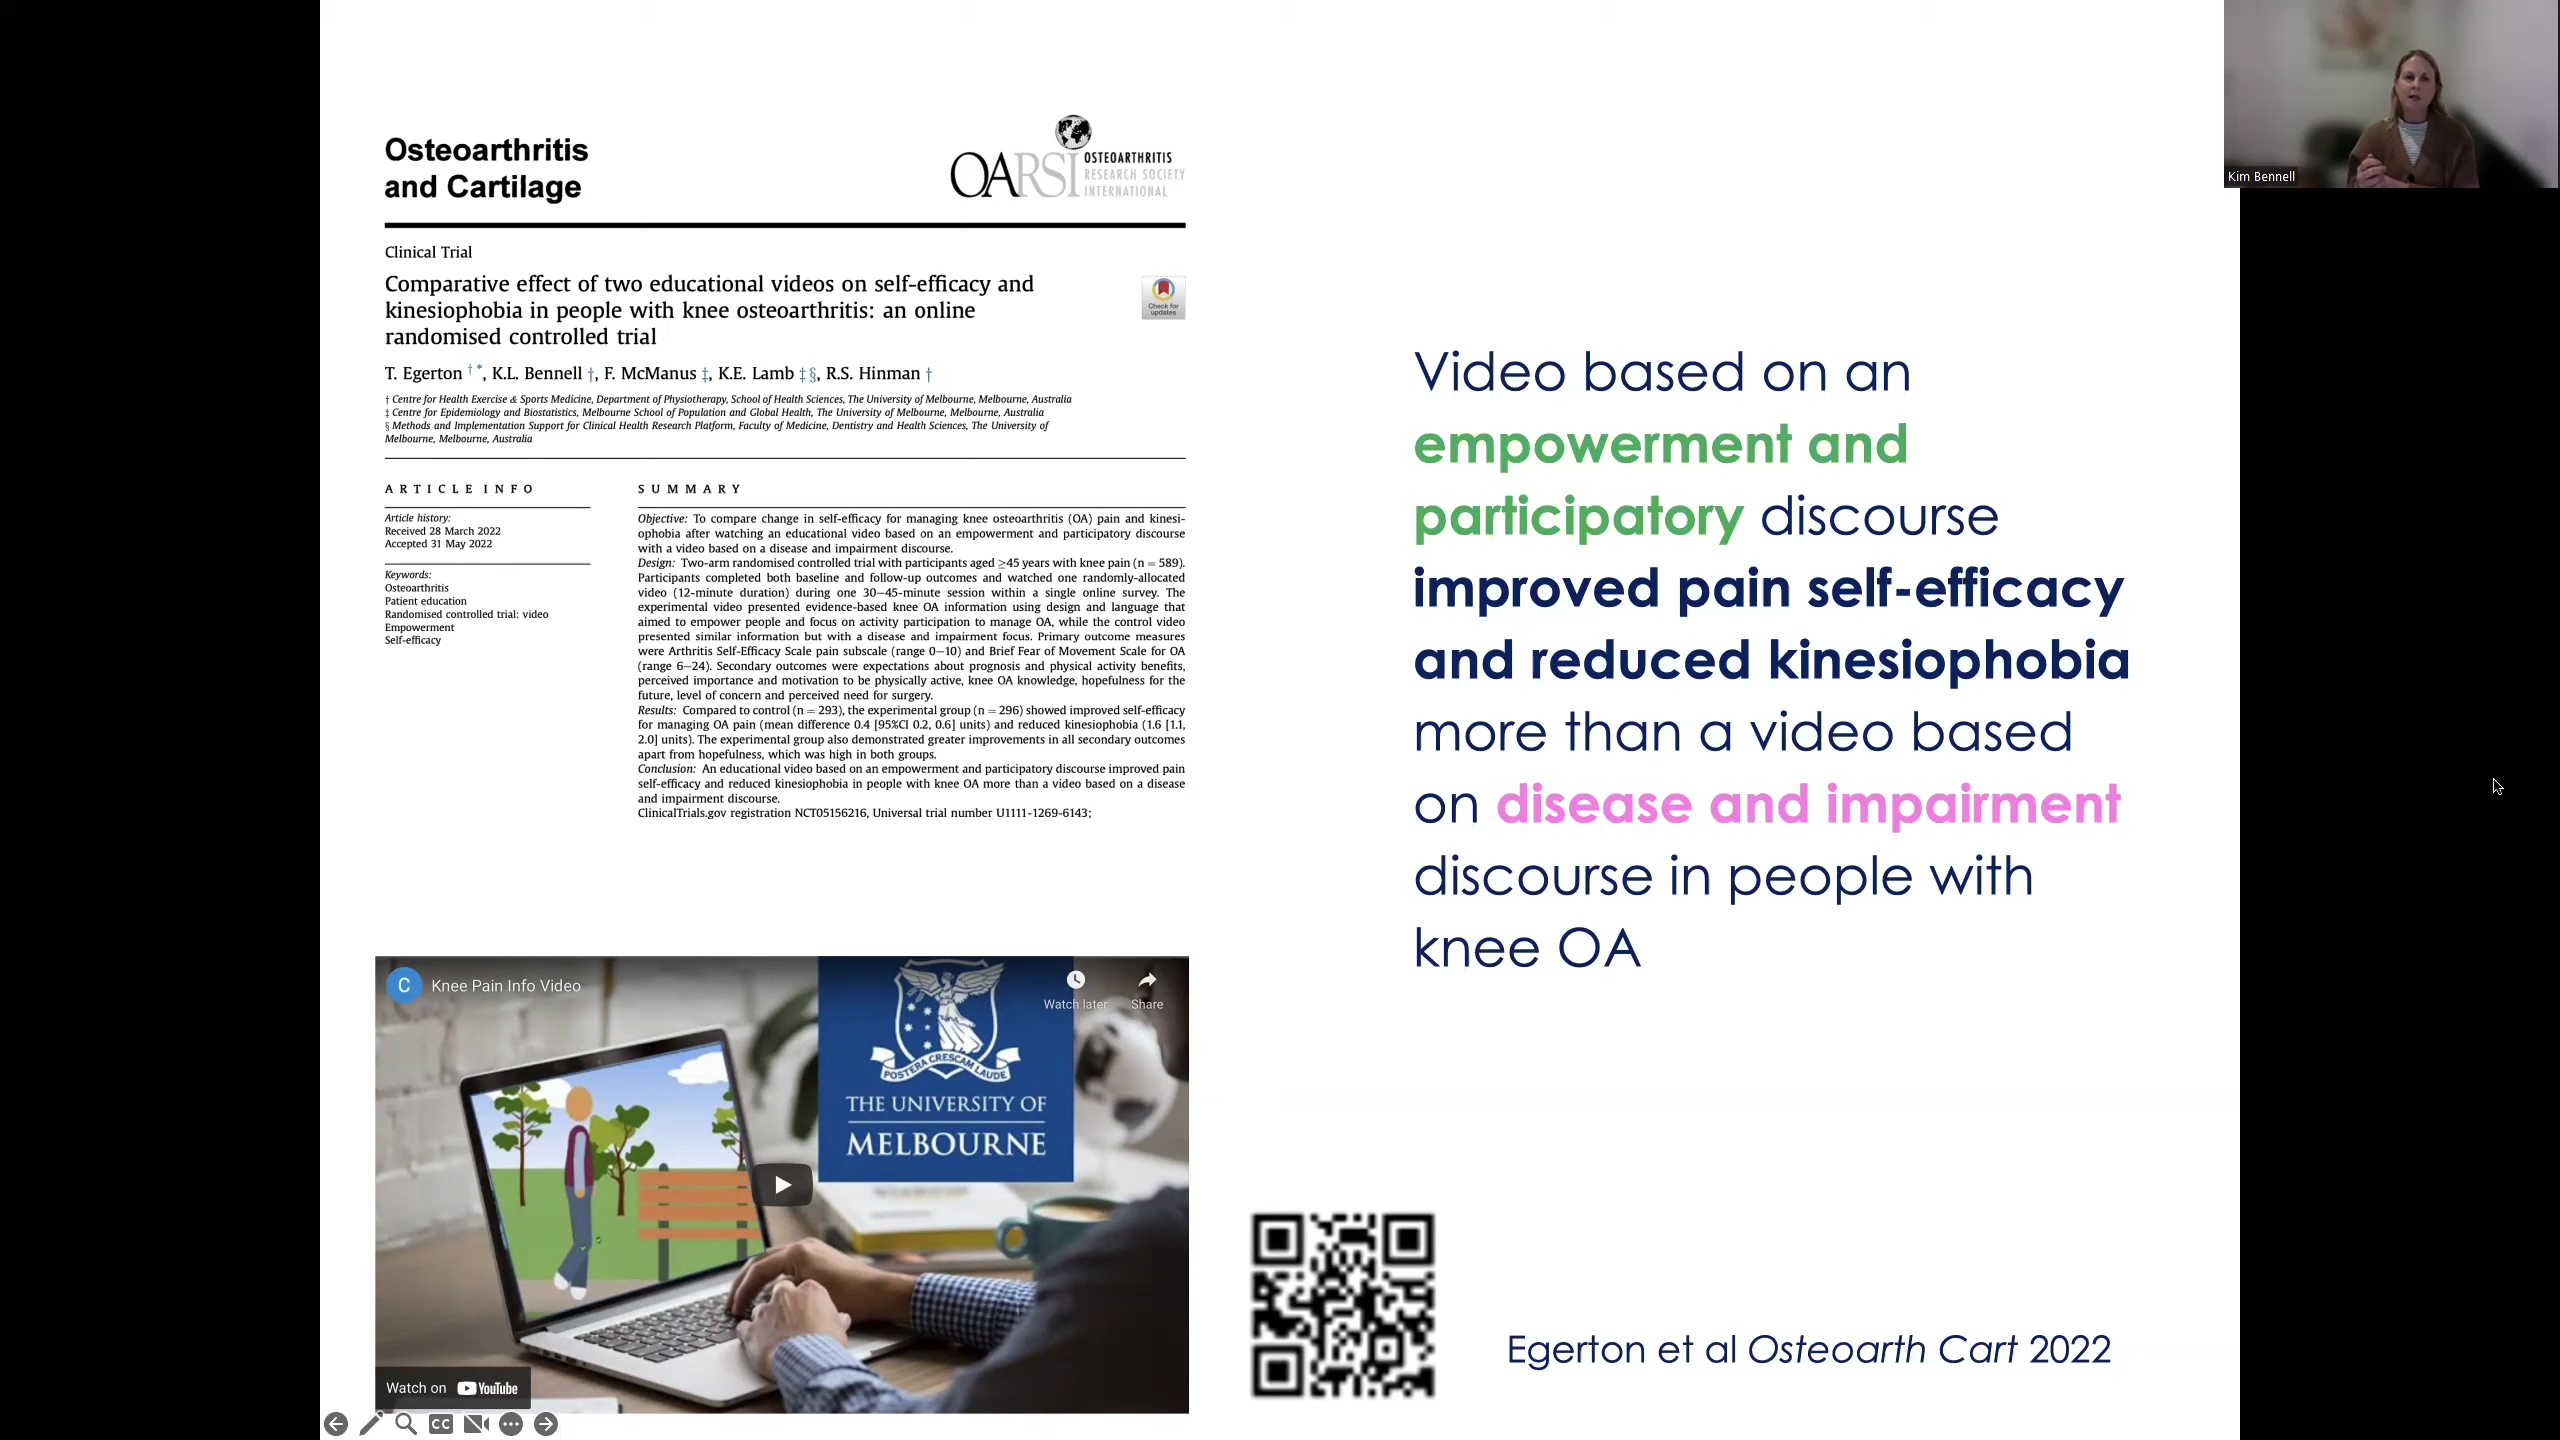 Osteoarthritis
and Cartilage
OARSI OSTEOARTHRITIS
RESEARCH SOCIETY
INTERNATIONAL
Clinical Trial
Comparative effect of two educational videos on self-efficacy and
kinesiophobia in people with knee osteoarthritis: an online
randomised controlled trial
Check for
updates
T. Egerton † *, K.L. Bennell †, F. McManus ‡, K.E. Lamb ‡ §, R.S. Hinman †
† Centre for Health Exercise & Sports Medicine, Department of Physiotherapy, School of Health Sciences, The University of Melbourne, Melbourne, Australia
‡ Centre for Epidemiology and Biostatistics, Melbourne School of Population and Global Health, The University of Melbourne, Melbourne, Australia
§ Methods and Implementation Support for Clinical Health Research Platform, Faculty of Medicine, Dentistry and Health Sciences, The University of
Melbourne, Melbourne, Australia
ARTICLE INFO
Article history:
Received 28 March 2022
Accepted 31 May 2022
Keywords:
Osteoarthritis
Patient education
Randomised controlled trial: video
Empowerment
Self-efficacy
SUMMARY
Objective: To compare change in self-efficacy for managing knee osteoarthritis (OA) pain and kinesi-
ophobia after watching an educational video based on an empowerment and participatory discourse
with a video based on a disease and impairment discourse.
Design: Two-arm randomised controlled trial with participants aged ≥45 years with knee pain (n = 589).
Participants completed both baseline and follow-up outcomes and watched one randomly-allocated
video (12-minute duration) during one 30–45-minute session within a single online survey. The
experimental video presented evidence-based knee OA information using design and language that
aimed to empower people and focus on activity participation to manage OA, while the control video
presented similar information but with a disease and impairment focus. Primary outcome measures
were Arthritis Self-Efficacy Scale pain subscale (range 0–10) and Brief Fear of Movement Scale for OA
(range 6–24). Secondary outcomes were expectations about prognosis and physical activity benefits,
perceived importance and motivation to be physically active, knee OA knowledge, hopefulness for the
future, level of concern and perceived need for surgery.
Results: Compared to control (n = 293), the experimental group (n = 296) showed improved self-efficacy
for managing OA pain (mean difference 0.4 [95%CI 0.2, 0.6] units) and reduced kinesiophobia (1.6 [1.1,
2.0] units). The experimental group also demonstrated greater improvements in all secondary outcomes
apart from hopefulness, which was high in both groups.
Conclusion: An educational video based on an empowerment and participatory discourse improved pain
self-efficacy and reduced kinesiophobia in people with knee OA more than a video based on a disease
and impairment discourse.
ClinicalTrials.gov registration NCT05156216, Universal trial number U1111-1269-6143;
C Knee Pain Info Video
Watch later
Share
POSTERA CRESCAM LAUDE
THE UNIVERSITY OF
MELBOURNE
Watch on YouTube
CC
Video based on an
empowerment and
participatory discourse
improved pain self-efficacy
and reduced kinesiophobia
more than a video based
on disease and impairment
discourse in people with
knee OA
Egerton et al Osteoarth Cart 2022
Kim Bennell